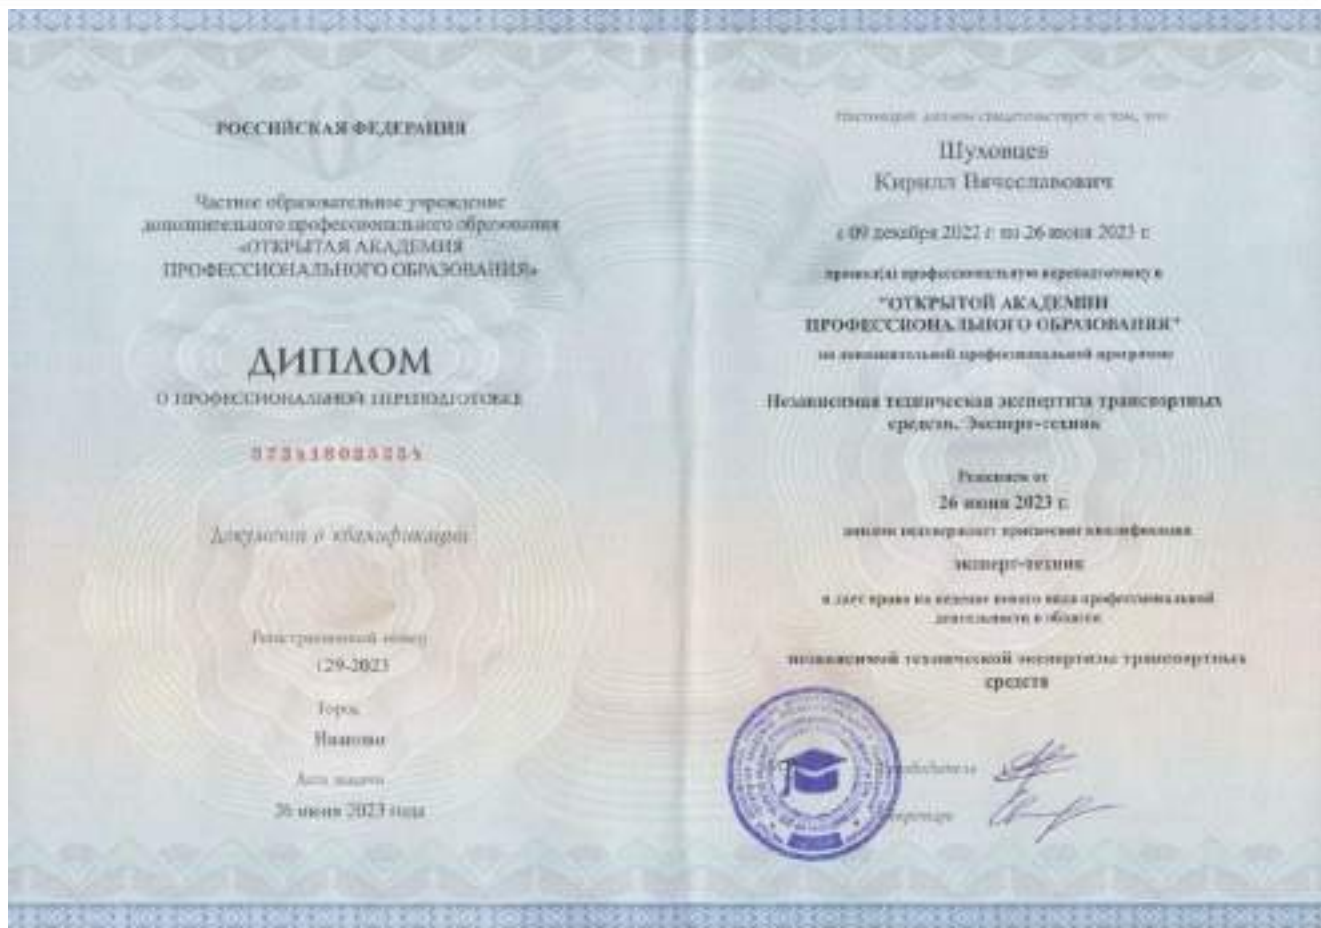 РОССИЙСКАЯ ФЕДЕРАЦИЯ
Частное образовательное учреждение
дополнительного профессионального образования
«ОТКРЫТАЯ АКАДЕМИЯ
ПРОФЕССИОНАЛЬНОГО ОБРАЗОВАНИЯ»
ДИПЛОМ
О ПРОФЕССИОНАЛЬНОЙ ПЕРЕПОДГОТОВКЕ
Документ о квалификации
Регистрационный номер
129-2023
Город
Иваново
Дата выдачи
26 июня 2023 года
Настоящий диплом свидетельствует о том, что
Шуховцев
Кирилл Вячеславович
с 09 декабря 2022 г. по 26 июня 2023 г.
прошел(а) профессиональную переподготовку в
"ОТКРЫТОЙ АКАДЕМИИ
ПРОФЕССИОНАЛЬНОГО ОБРАЗОВАНИЯ"
по дополнительной профессиональной программе
Независимая техническая экспертиза транспортных
средств. Эксперт-техник
Решением от
26 июня 2023 г.
диплом подтверждает присвоение квалификации
эксперт-техник
и дает право на ведение нового вида профессиональной
деятельности в области
независимой технической экспертизы транспортных
средств
Председатель
Секретарь